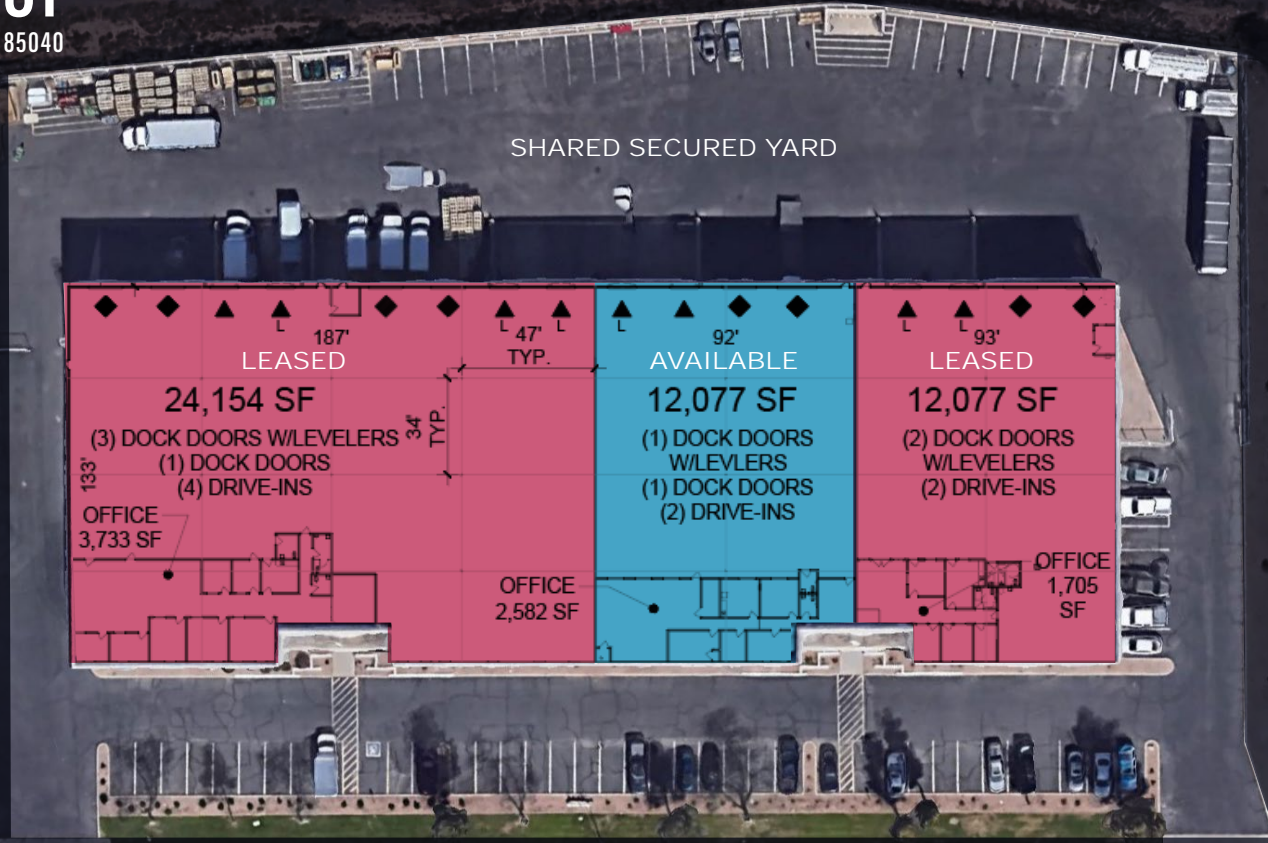 85040
SHARED SECURED YARD
L
L
L
L
L
L
187'
47'
TYP.
92'
93'
LEASED
AVAILABLE
LEASED
24,154 SF
(3) DOCK DOORS W/LEVELERS
(1) DOCK DOORS
(4) DRIVE-INS
34'
TYP.
133'
OFFICE
3,733 SF
12,077 SF
(1) DOCK DOORS
W/LEVLERS
(1) DOCK DOORS
(2) DRIVE-INS
OFFICE
2,582 SF
12,077 SF
(2) DOCK DOORS
W/LEVELERS
(2) DRIVE-INS
OFFICE
1,705
SF